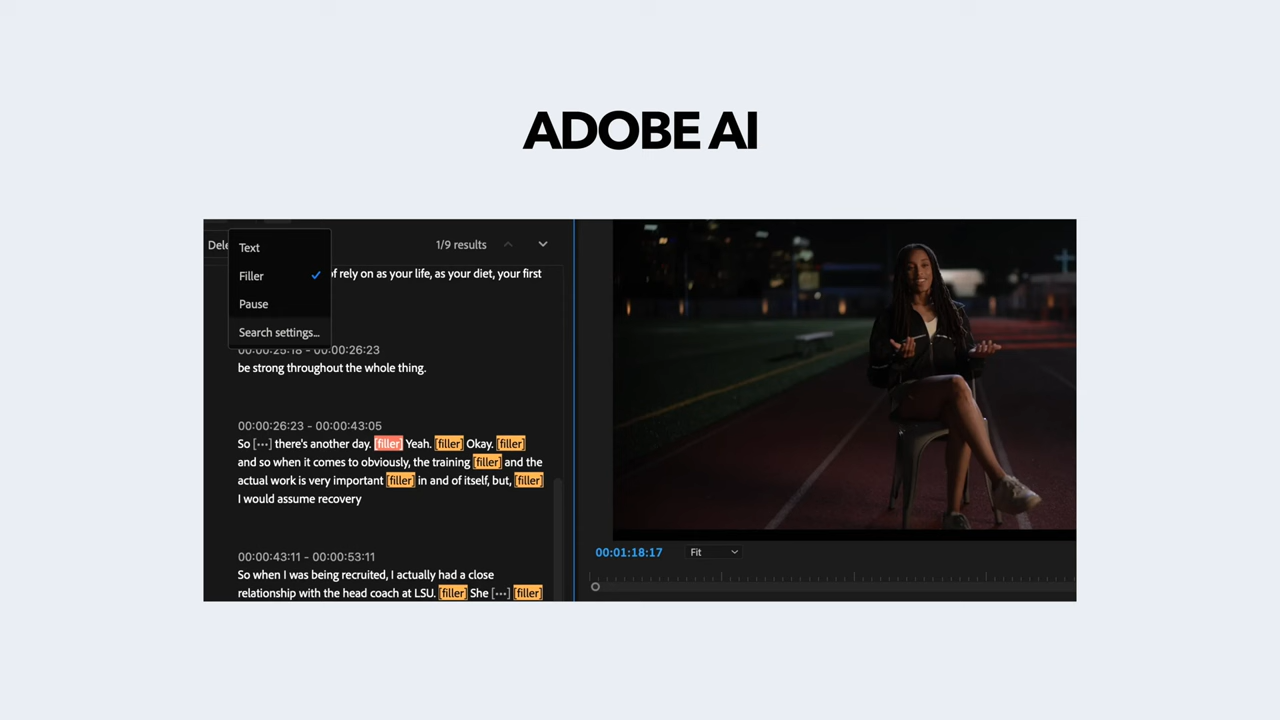 ADOBE AI
Dele
Text
Filler
Pause
Search settings...
1/9 results
of rely on as your life, as your diet, your first
00:00:25:18 - 00:00:26:23
be strong throughout the whole thing.
00:00:26:23 - 00:00:43:05
So [···] there's another day. [filler] Yeah. [filler] Okay. [filler]
and so when it comes to obviously, the training [filler] and the
actual work is very important [filler] in and of itself, but, [filler]
I would assume recovery
00:00:43:11 - 00:00:53:11
So when I was being recruited, I actually had a close
relationship with the head coach at LSU. [filler] She [···] [filler]
00:01:18:17
Fit